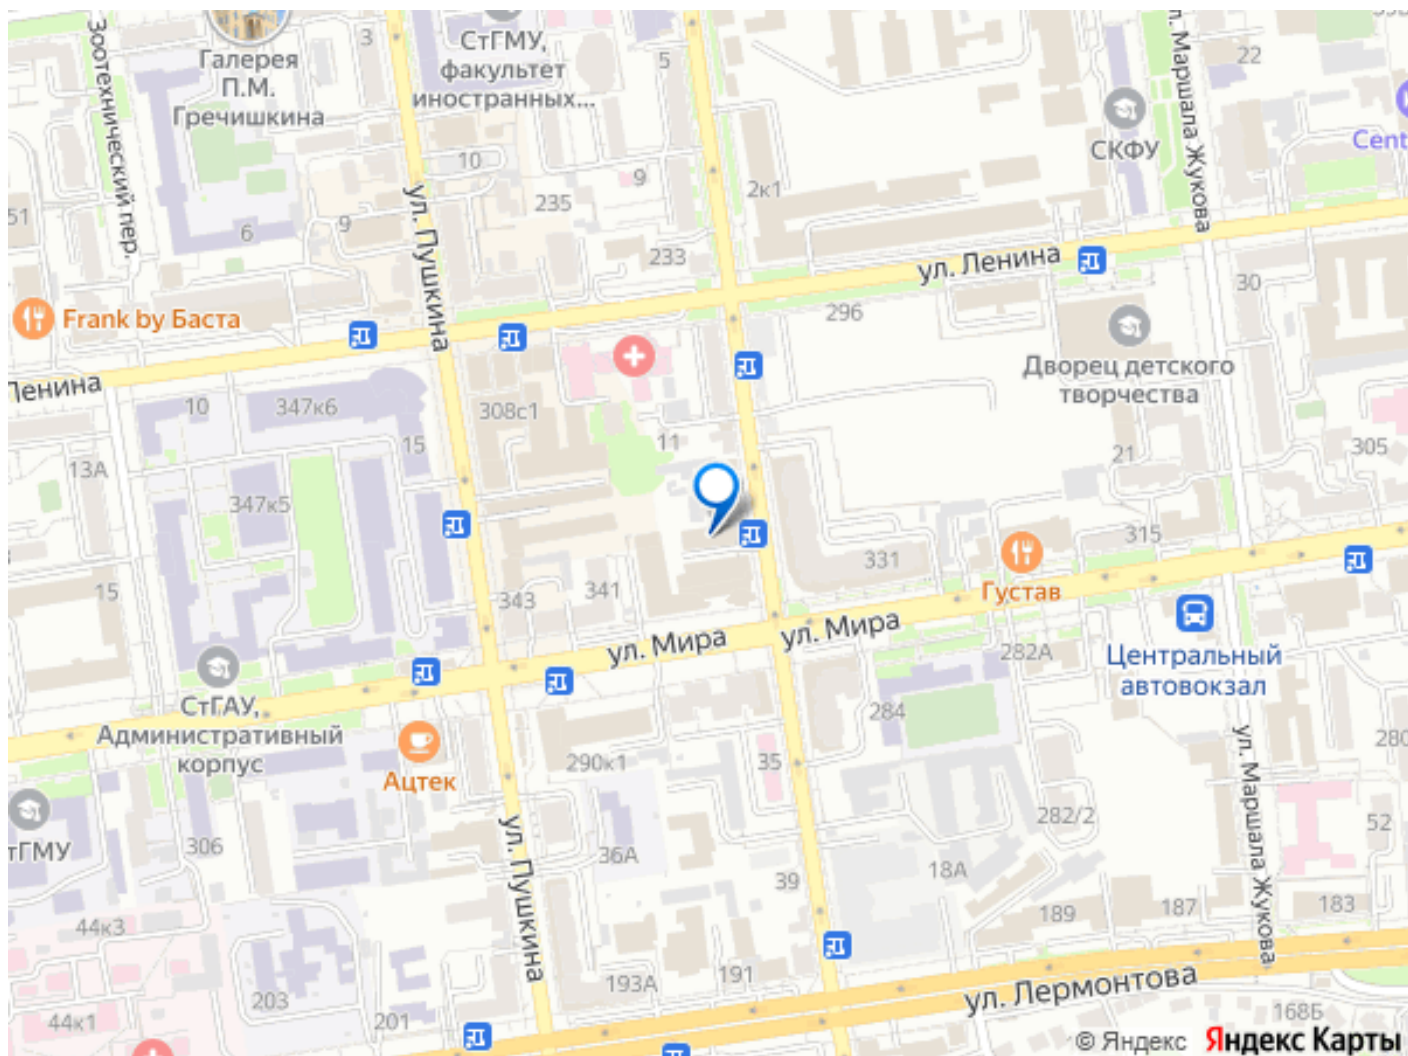 Зоотехнический пер.
Галерея
П.М.
Гречишкина
3
СтГМУ,
факультет
иностранных...
5
ул. Маршала Жукова
22
СКФУ
Cent
51
6
9
10
235
9
2к1
233
ул. Пушкина
ул. Ленина
30
Frank by Баста
296
Дворец детского
творчества
Ленина
10
347к6
15
308с1
11
21
305
13А
347к5
315
331
Густав
15
343
341
ул. Мира
ул. Мира
282А
Центральный
автовокзал
СтГАУ,
Административный
корпус
284
280
Ацтек
290к1
35
ул. Маршала Жукова
тГМУ
306
ул. Пушкина
36А
282/2
52
39
18А
44к3
189
187
183
193А
191
ул. Лермонтова
203
201
44к1
168Б
© Яндекс Яндекс Карты